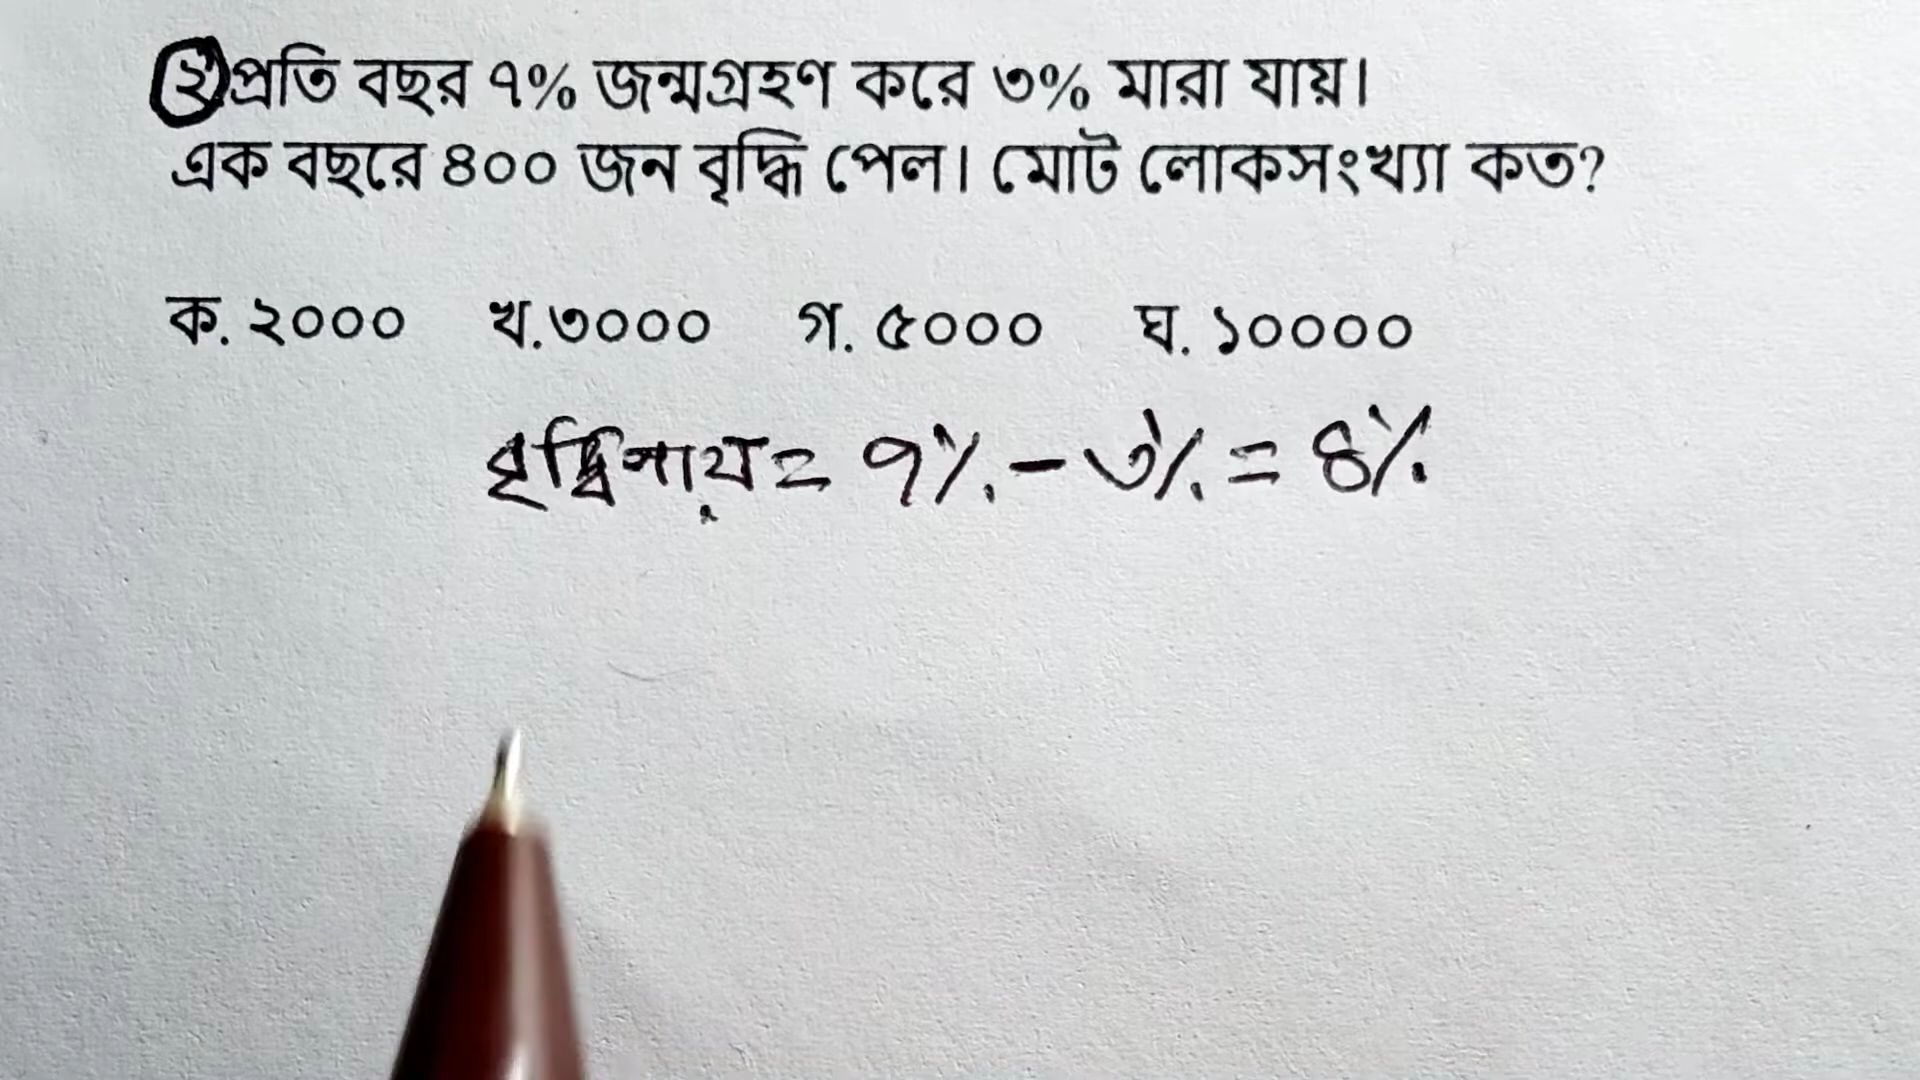 ২ প্রতি বছর ৭% জন্মগ্রহণ করে ৩% মারা যায়।
এক বছরে ৪০০ জন বৃদ্ধি পেল। মোট লোকসংখ্যা কত?
ক. ২০০০ খ.৩০০০ গ. ৫০০০ ঘ. ১০০০০
বৃদ্ধিপায় = ৭% - ৩% = ৪%